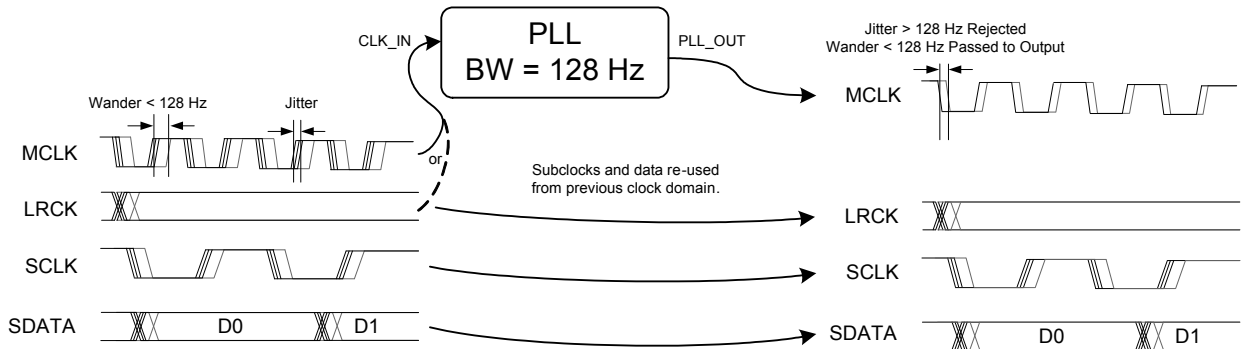 PLL
BW = 128 Hz
CLK_IN
PLL_OUT
Jitter > 128 Hz Rejected
Wander < 128 Hz Passed to Output
Wander < 128 Hz
Jitter
MCLK
or
MCLK
Subclocks and data re-used
from previous clock domain.
LRCK
LRCK
SCLK
SCLK
SDATA
D0
D1
SDATA
D0
D1